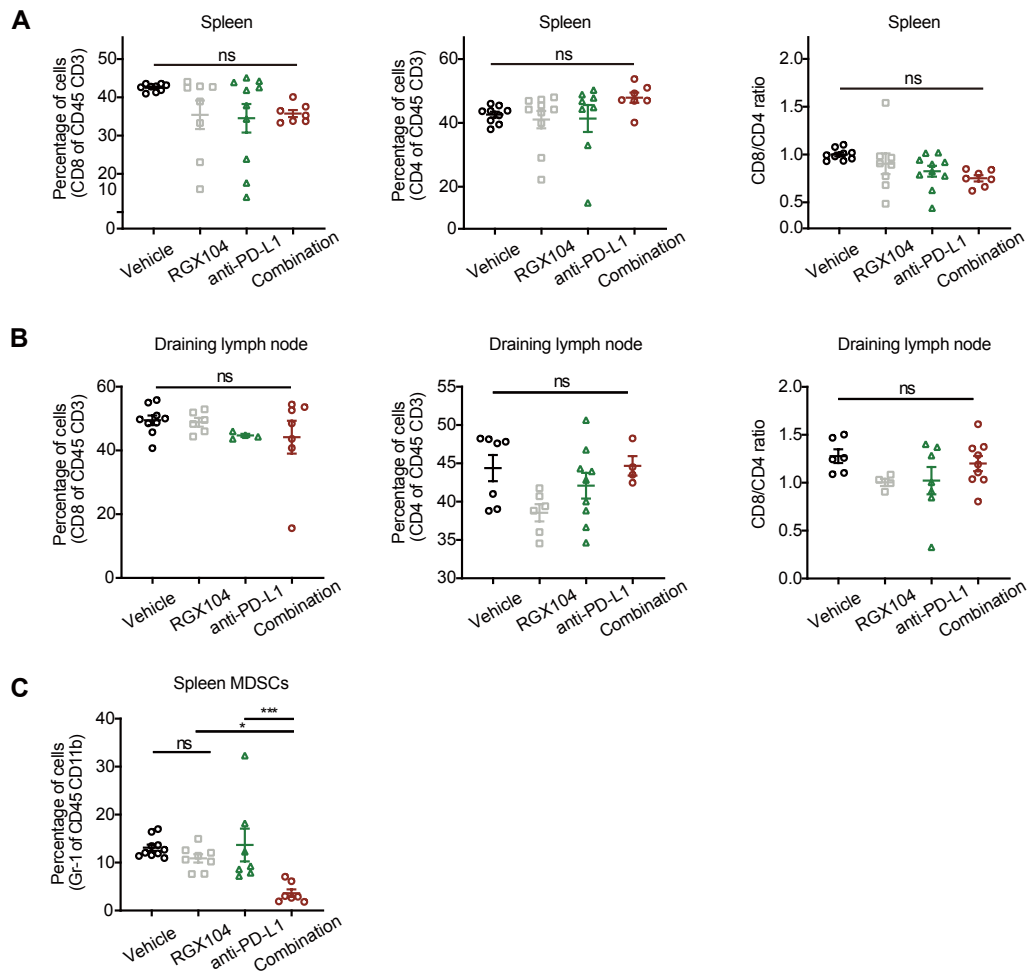 A
Spleen
Percentage of cells
(CD8 of CD45 CD3)
50
40
30
20
10
0
ns
Vehicle
RGX104
anti-PD-L1
Combination
Spleen
Percentage of cells
(CD4 of CD45 CD3)
60
40
20
0
ns
Vehicle
RGX104
anti-PD-L1
Combination
Spleen
CD8/CD4 ratio
2.0
1.5
1.0
0.5
0.0
ns
Vehicle
RGX104
anti-PD-L1
Combination
B
Draining lymph node
Percentage of cells
(CD8 of CD45 CD3)
60
40
20
0
ns
Vehicle
RGX104
anti-PD-L1
Combination
Draining lymph node
Percentage of cells
(CD4 of CD45 CD3)
55
50
45
40
35
30
ns
Vehicle
RGX104
anti-PD-L1
Combination
Draining lymph node
CD8/CD4 ratio
2.0
1.5
1.0
0.5
0.0
ns
Vehicle
RGX104
anti-PD-L1
Combination
C
Spleen MDSCs
Percentage of cells
(Gr-1 of CD45 CD11b)
40
30
20
10
0
***
*
ns
Vehicle
RGX104
anti-PD-L1
Combination